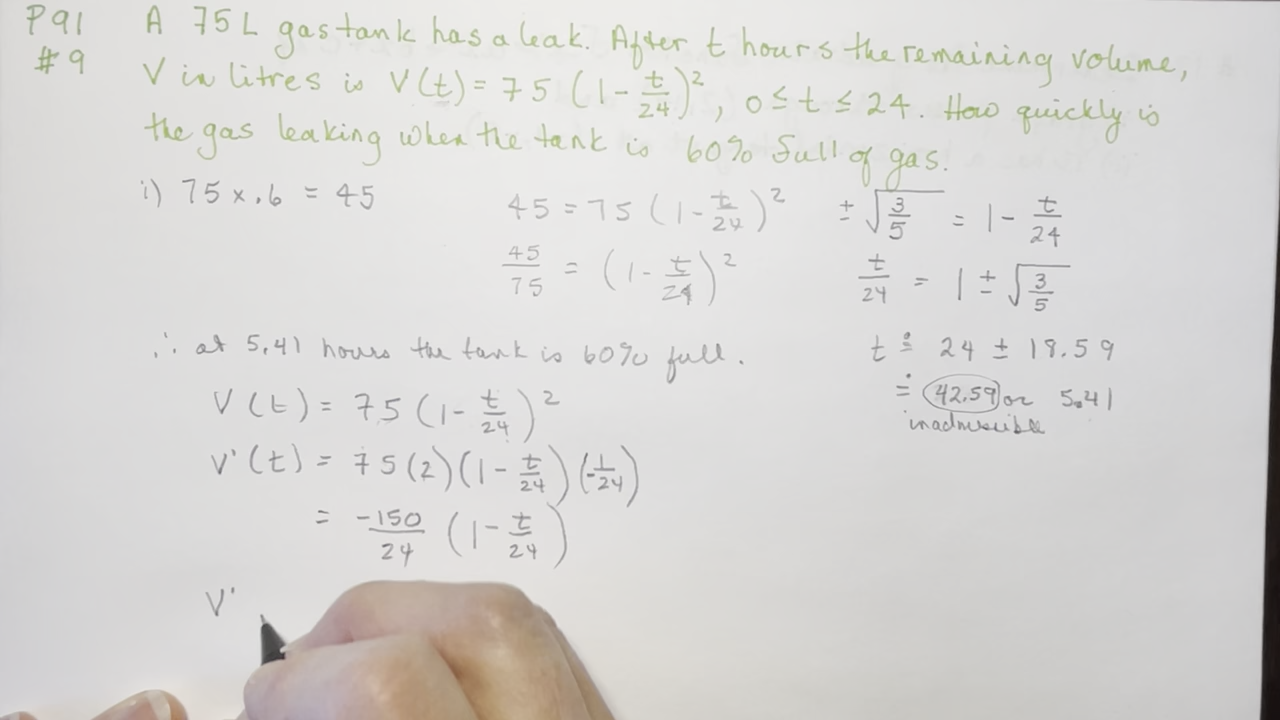 P91 A 75L gas tank has a leak. After t hours the remaining volume,
#9 V in litres is V(t) = 75 (1 - t/24)², 0 ≤ t ≤ 24. How quickly is
the gas leaking when the tank is 60% full of gas.
i) 75 × .6 = 45
45 = 75 (1 - t/24)²
45/75 = (1 - t/24)²
± √(3/5) = 1 - t/24
t/24 = 1 ± √(3/5)
t ≐ 24 ± 18.59
≐ 42.59 or 5.41
inadmissible
∴ at 5.41 hours the tank is 60% full.
V(t) = 75 (1 - t/24)²
V'(t) = 75(2)(1 - t/24)(-1/24)
= -150/24 (1 - t/24)
V'